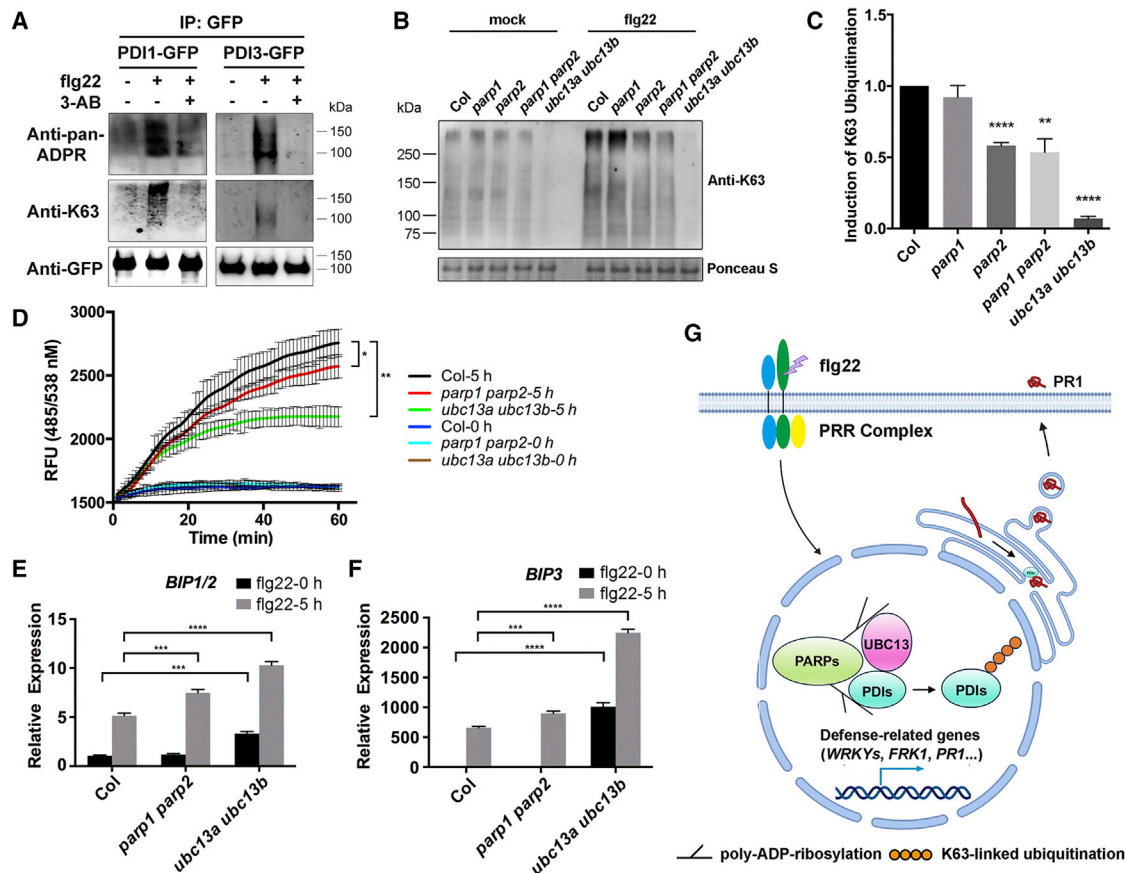 A
IP: GFP
PDI1-GFP PDI3-GFP
flg22 - + + - + +
3-AB - - + - - +
kDa
Anti-pan-
ADPR
150
100
Anti-K63
150
100
Anti-GFP
150
100
B
mock flg22
Col parp1 parp2 parp1 parp2 ubc13a ubc13b Col parp1 parp2 parp1 parp2 ubc13a ubc13b
kDa
250
150
100
75
Anti-K63
Ponceau S
C
Induction of K63 Ubiquitination
1.0
0.5
0.0
****
**
****
Col parp1 parp2 parp1 parp2 ubc13a ubc13b
D
RFU (485/538 nM)
3000
2500
2000
1500
0 20 40 60
Time (min)
*
**
Col-5 h
parp1 parp2-5 h
ubc13a ubc13b-5 h
Col-0 h
parp1 parp2-0 h
ubc13a ubc13b-0 h
E
BIP1/2
flg22-0 h
flg22-5 h
Relative Expression
15
10
5
0
****
***
***
Col parp1 parp2 ubc13a ubc13b
F
BIP3
flg22-0 h
flg22-5 h
Relative Expression
2500
2000
1500
1000
500
0
****
***
****
Col parp1 parp2 ubc13a ubc13b
G
flg22
PR1
PRR Complex
PDIs
PARPs
UBC13
PDIs
PDIs
Defense-related genes
(WRKYs, FRK1, PR1...)
poly-ADP-ribosylation K63-linked ubiquitination